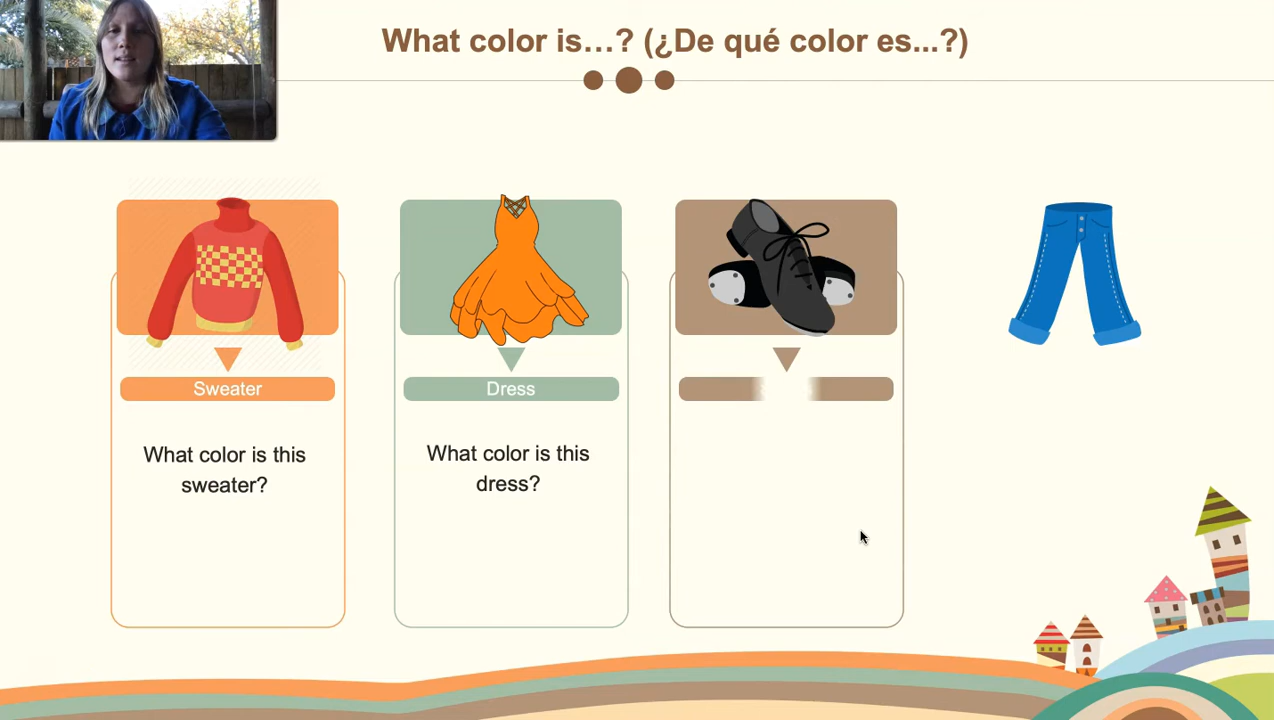 What color is…? (¿De qué color es...?)
Sweater
What color is this
sweater?
Dress
What color is this
dress?